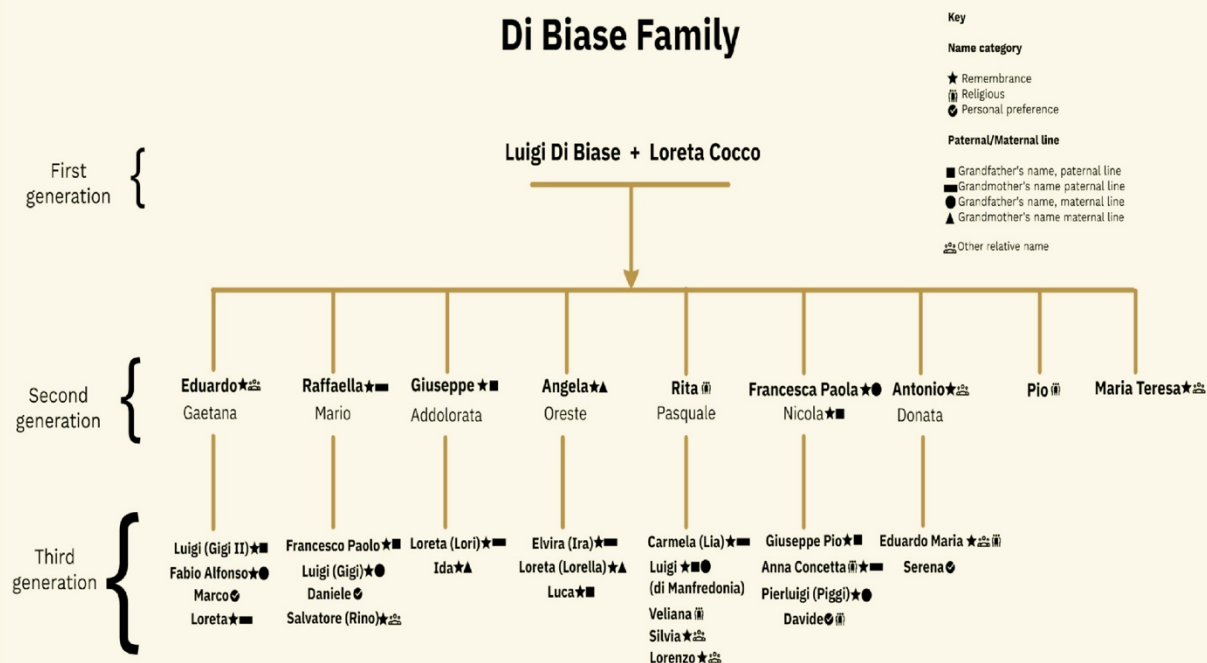 Di Biase Family
Key
Name category
Remembrance
Religious
Personal preference
Paternal/Maternal line
Grandfather's name, paternal line
Grandmother's name paternal line
Grandfather's name, maternal line
Grandmother's name maternal line
Other relative name
First generation
Luigi Di Biase + Loreta Cocco
Second generation
Eduardo
Gaetana
Raffaella
Mario
Giuseppe
Addolorata
Angela
Oreste
Rita
Pasquale
Francesca Paola
Nicola
Antonio
Donata
Pio
Maria Teresa
Third generation
Luigi (Gigi II)
Fabio Alfonso
Marco
Loreta
Francesco Paolo
Luigi (Gigi)
Daniele
Salvatore (Rino)
Loreta (Lori)
Ida
Elvira (Ira)
Loreta (Lorella)
Luca
Carmela (Lia)
Luigi
(di Manfredonia)
Veliana
Silvia
Lorenzo
Giuseppe Pio
Anna Concetta
Pierluigi (Piggi)
Davide
Eduardo Maria
Serena